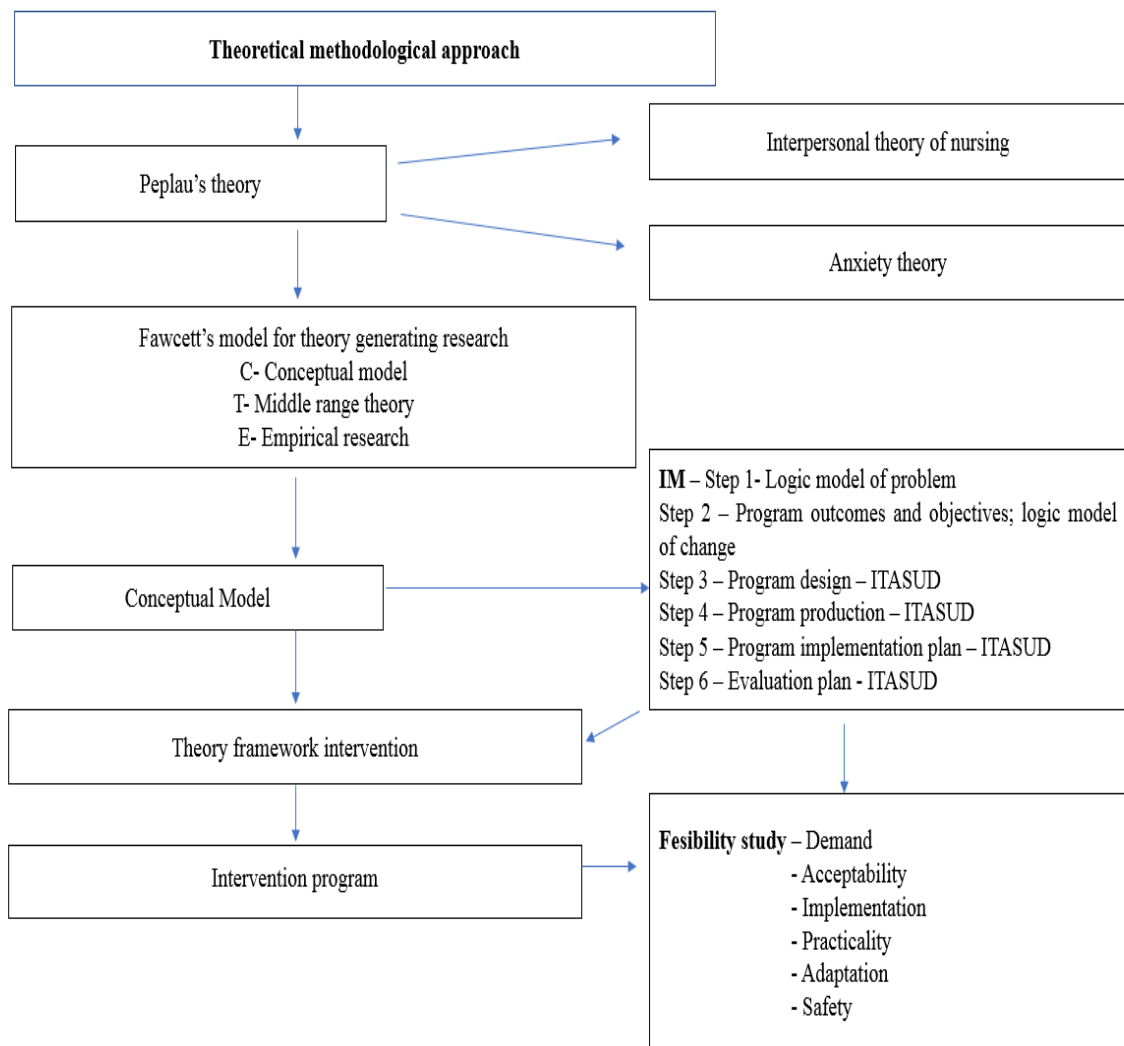 Theoretical methodological approach
Peplau's theory
Interpersonal theory of nursing
Anxiety theory
Fawcett's model for theory generating research
C- Conceptual model
T- Middle range theory
E- Empirical research
Conceptual Model
IM – Step 1- Logic model of problem
Step 2 – Program outcomes and objectives; logic model
of change
Step 3 – Program design – ITASUD
Step 4 – Program production – ITASUD
Step 5 – Program implementation plan – ITASUD
Step 6 – Evaluation plan - ITASUD
Theory framework intervention
Intervention program
Fesibility study – Demand
- Acceptability
- Implementation
- Practicality
- Adaptation
- Safety